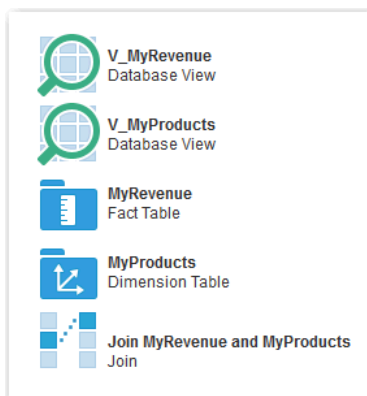 V_MyRevenue
Database View
V_MyProducts
Database View
MyRevenue
Fact Table
MyProducts
Dimension Table
Join MyRevenue and MyProducts
Join